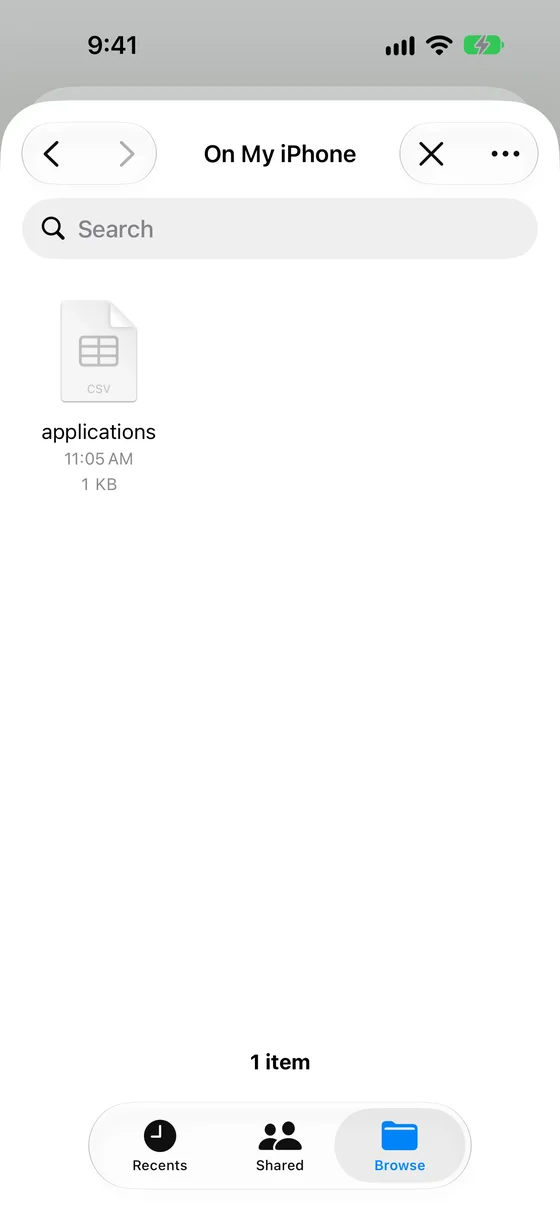 9:41
On My iPhone
Search
CSV
applications
11:05 AM
1 KB
1 item
Recents
Shared
Browse